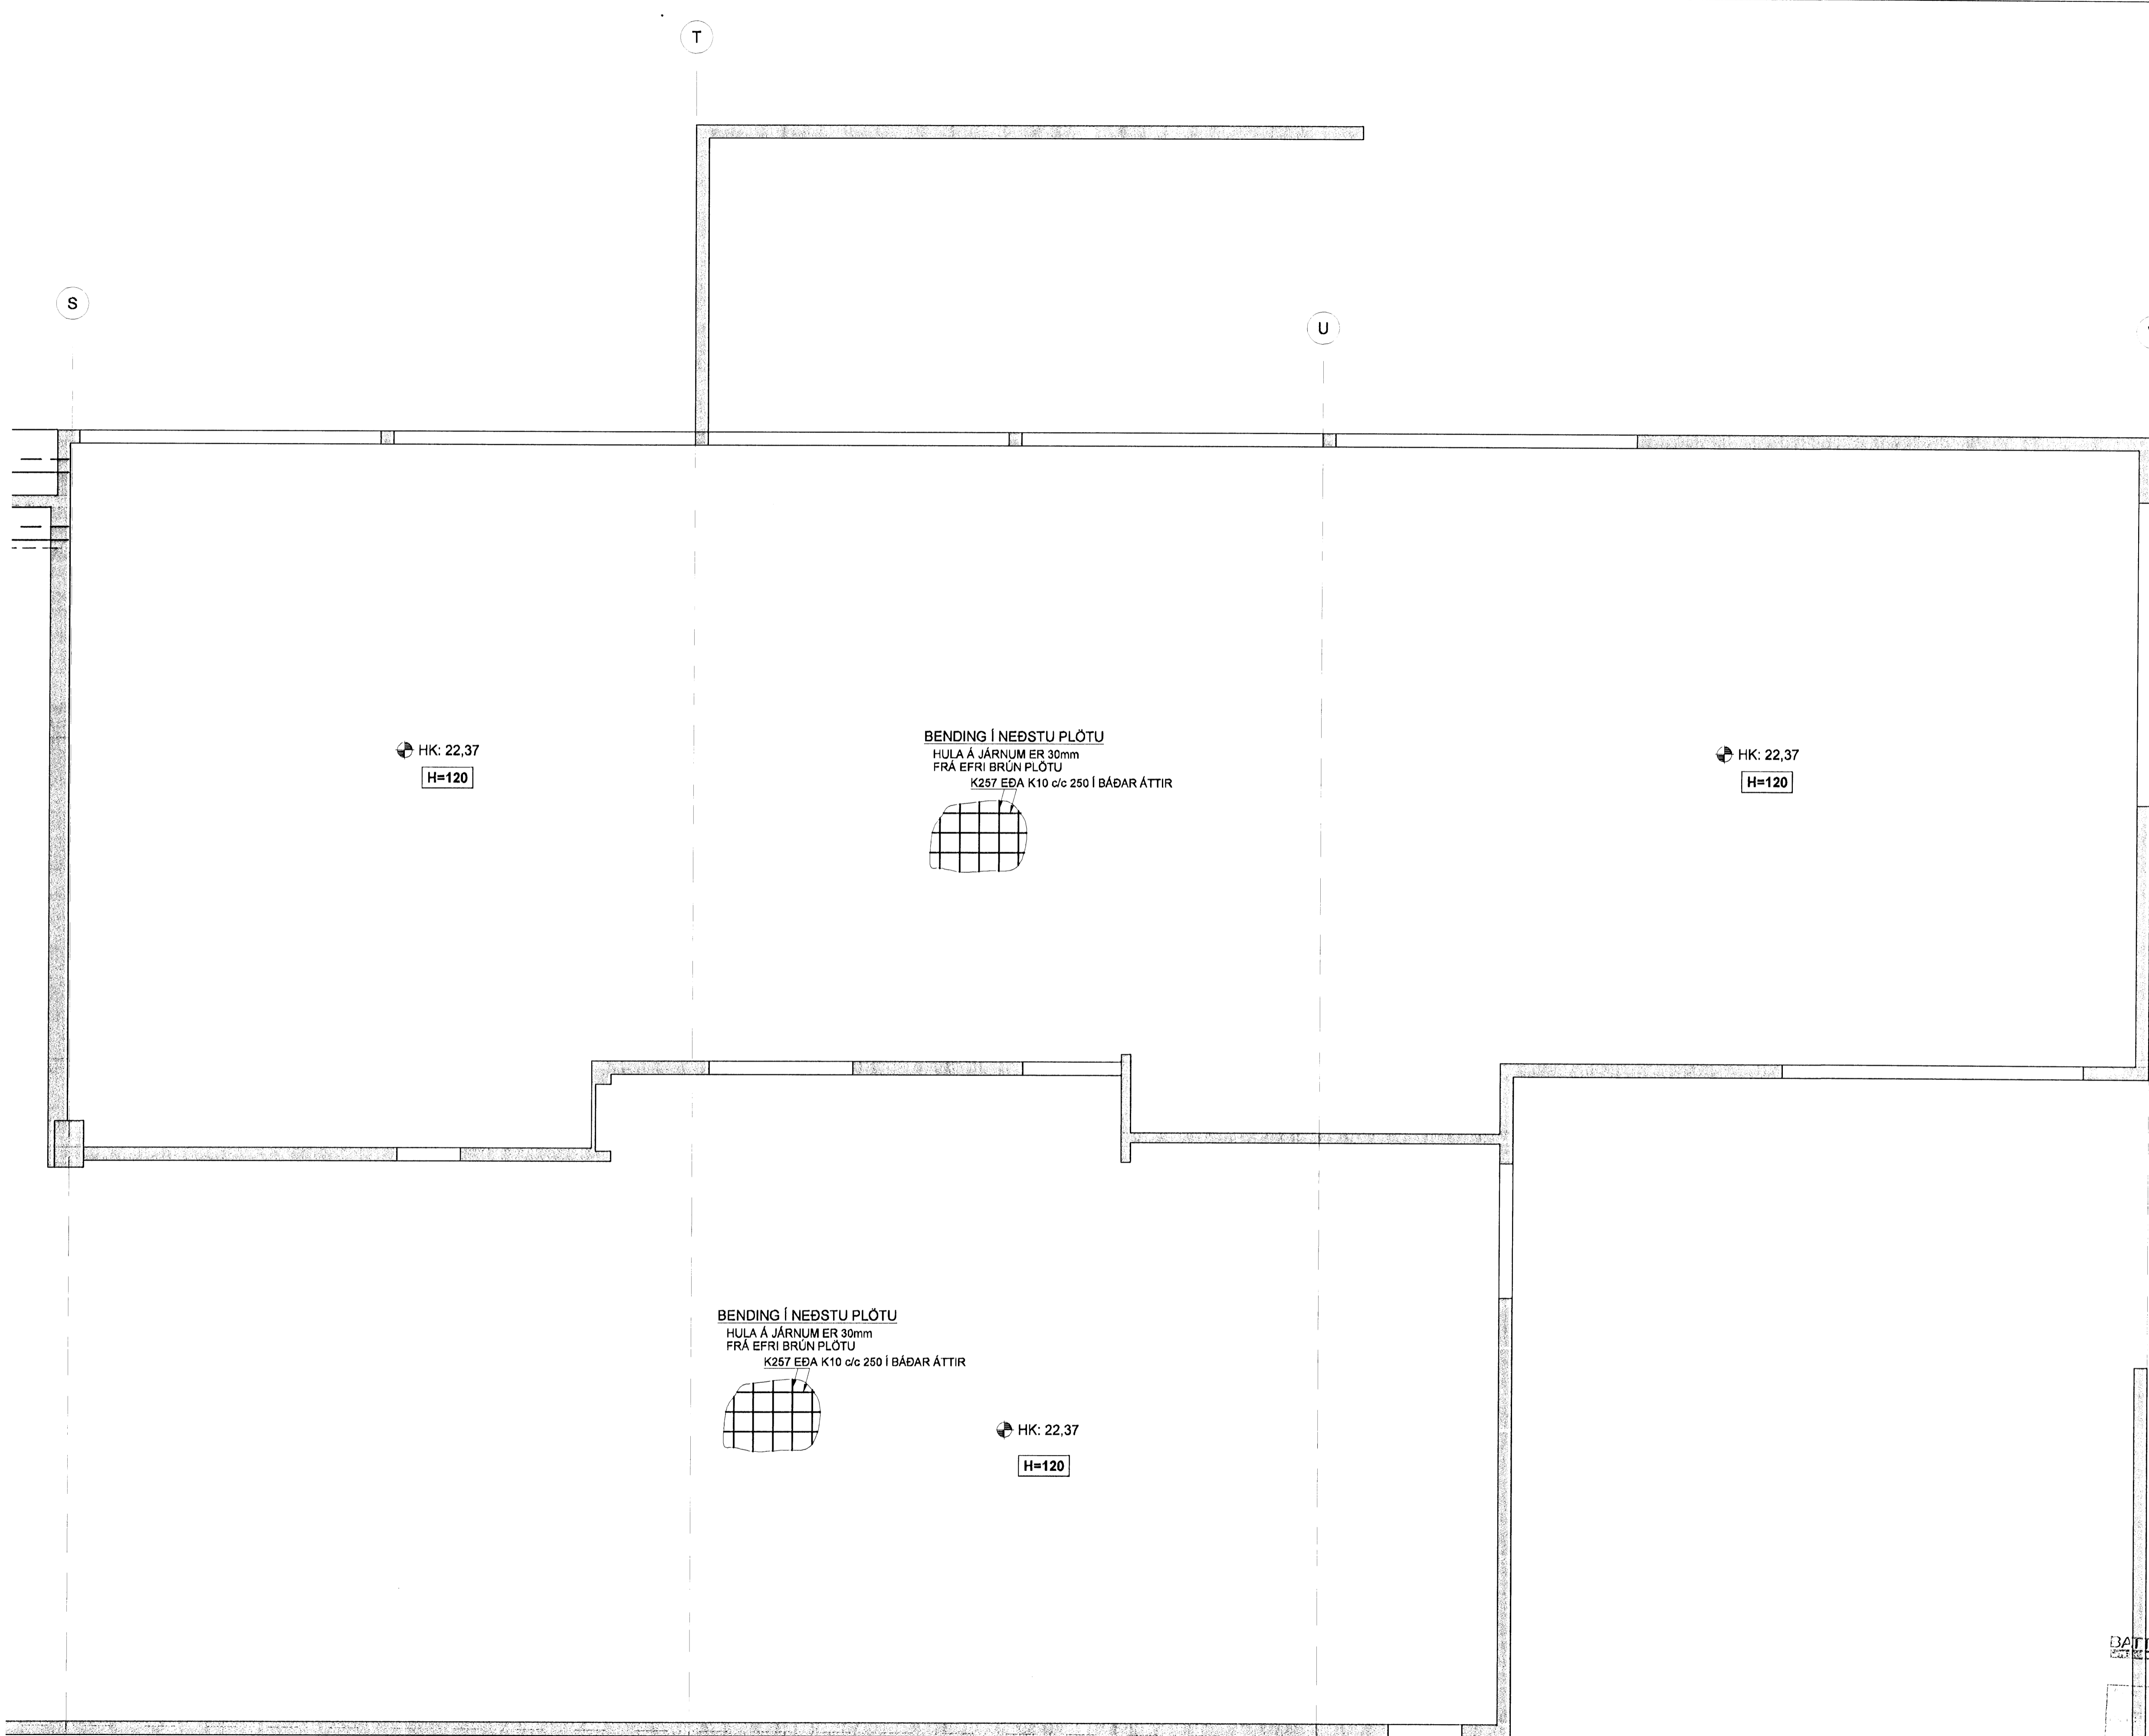 T
S
U
HK: 22,37
H=120
BENDING Í NEÐSTU PLÖTU
HULA Á JÁRNUM ER 30mm
FRÁ EFRI BRÚN PLÖTU
K257 EÐA K10 c/c 250 Í BÁÐAR ÁTTIR
HK: 22,37
H=120
BENDING Í NEÐSTU PLÖTU
HULA Á JÁRNUM ER 30mm
FRÁ EFRI BRÚN PLÖTU
K257 EÐA K10 c/c 250 Í BÁÐAR ÁTTIR
HK: 22,37
H=120